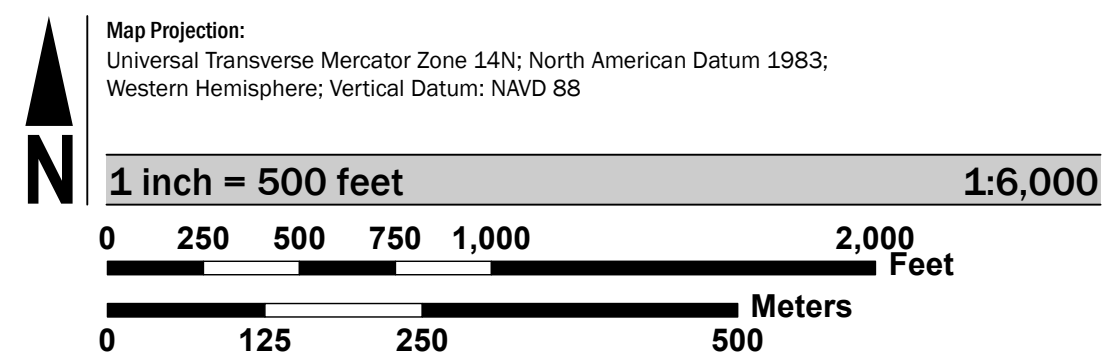 Map Projection:
Universal Transverse Mercator Zone 14N; North American Datum 1983;
Western Hemisphere; Vertical Datum: NAVD 88
N
1 inch = 500 feet 1:6,000
0 250 500 750 1,000 2,000
Feet
Meters
0 125 250 500